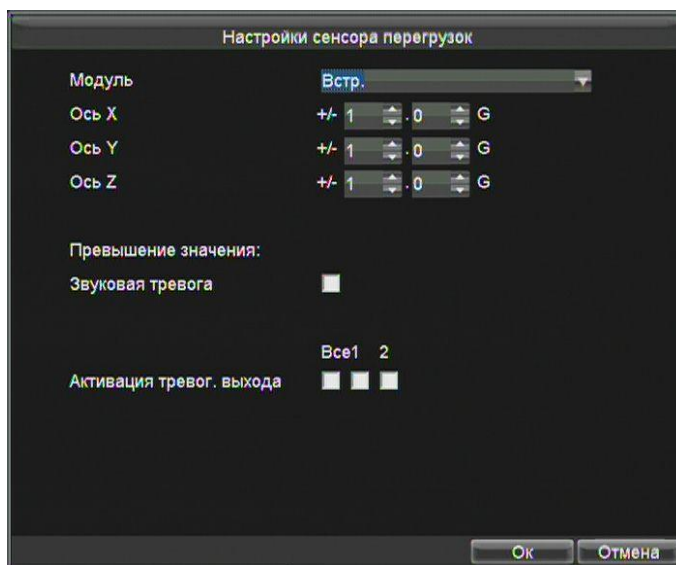 Настройки сенсора перегрузок
Модуль Встр.
Ось X +/- 1 . 0 G
Ось Y +/- 1 . 0 G
Ось Z +/- 1 . 0 G
Превышение значения:
Звуковая тревога
Все1 2
Активация тревог. выхода
Ок Отмена